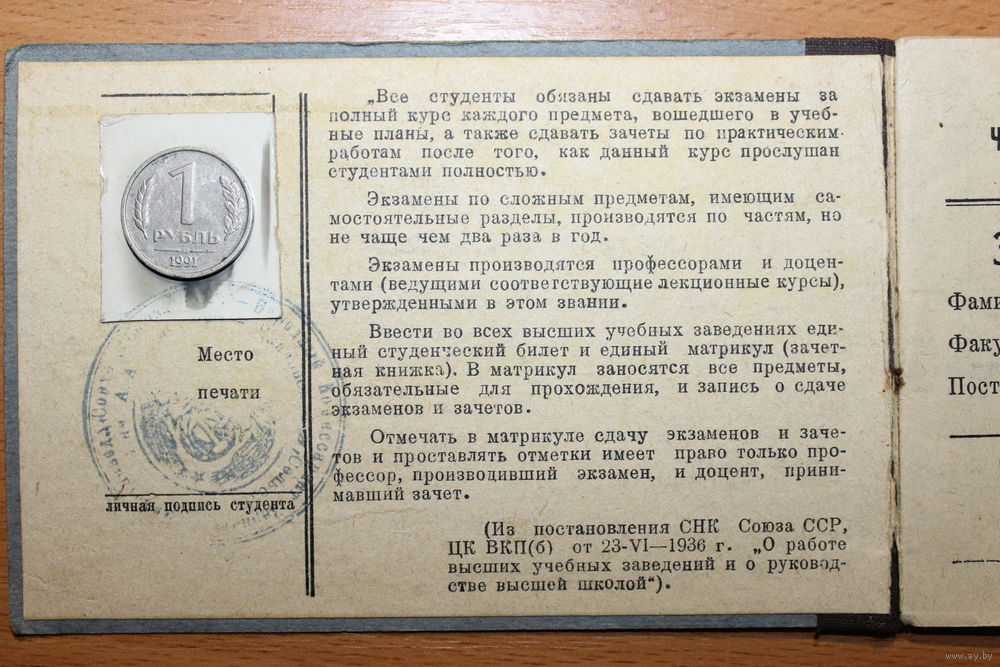 1
РУБЛЬ
1991
Место
печати
личная подпись студента
„Все студенты обязаны сдавать экзамены за
полный курс каждого предмета, вошедшего в учеб-
ные планы, а также сдавать зачеты по практическим
работам после того, как данный курс прослушан
студентами полностью.
Экзамены по сложным предметам, имеющим са-
мостоятельные разделы, производятся по частям, но
не чаще чем два раза в год.
Экзамены производятся профессорами и доцен-
тами (ведущими соответствующие лекционные курсы),
утвержденными в этом звании.
Ввести во всех высших учебных заведениях еди-
ный студенческий билет и единый матрикул (зачет-
ная книжка). В матрикул заносятся все предметы,
обязательные для прохождения, и запись о сдаче
экзаменов и зачетов.
Отмечать в матрикуле сдачу экзаменов и заче-
тов и проставлять отметки имеет право только про-
фессор, производивший экзамен, и доцент, прини-
мавший зачет.
(Из постановления СНК Союза ССР,
ЦК ВКП(б) от 23-VI—1936 г. „О работе
высших учебных заведений и о руковод-
стве высшей школой“).
Фами
Факу
Пост
www.ay.by